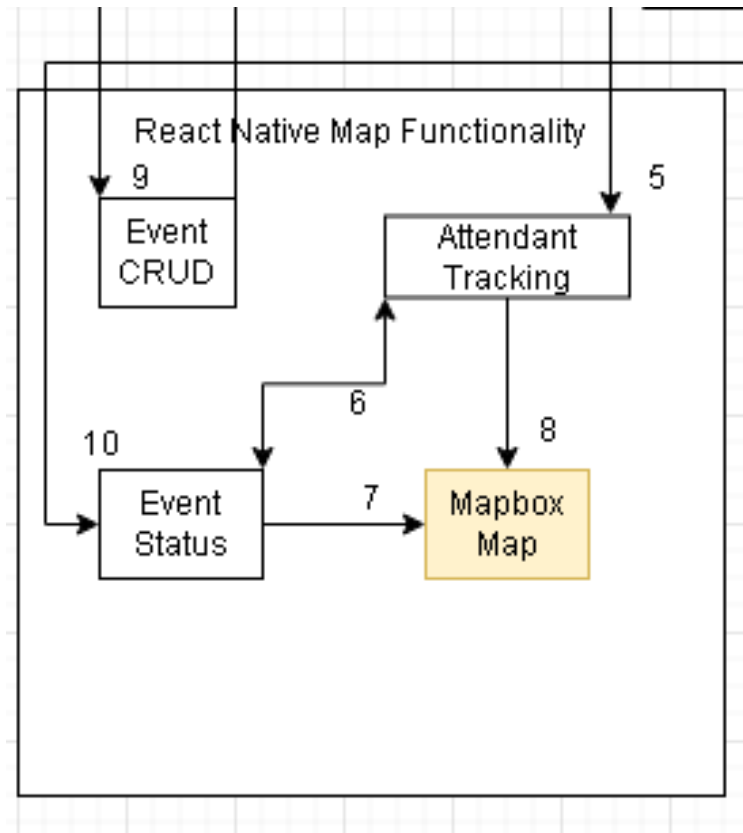 React Native Map Functionality
9
5
Event
CRUD
Attendant
Tracking
6
8
10
7
Event
Status
Mapbox
Map